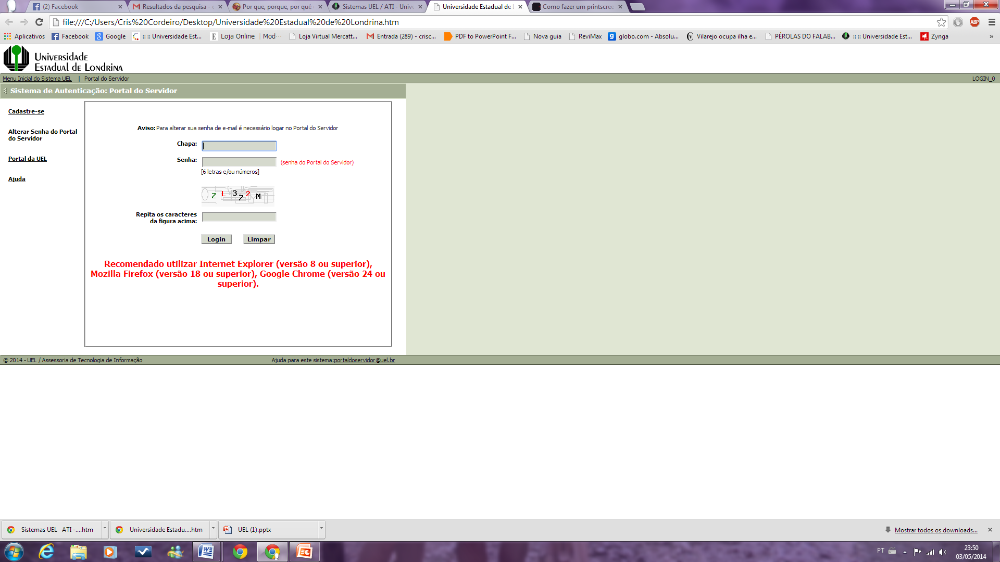 (2) Facebook
Resultados da pesquisa - c
Por que, porque, por quê
Sistemas UEL / ATI - Unive
Universidade Estadual de L
Como fazer um printscree
file:///C:/Users/Cris%20Cordeiro/Desktop/Universidade%20Estadual%20de%20Londrina.htm
ABP
Aplicativos
Facebook
Google
:: :: Universidade Est...
Loja Online | Mod...
Loja Virtual Mercatt...
Entrada (289) - crisc...
PDF to PowerPoint F...
Nova guia
ReviMax
globo.com - Absolu...
Vilarejo ocupa ilha e...
PÉROLAS DO FALAB...
:: :: Universidade Est...
Zynga
»
Universidade
Estadual de Londrina
Menu Inicial do Sistema UEL | Portal do Servidor
LOGIN_0
Sistema de Autenticação: Portal do Servidor
Cadastre-se
Alterar Senha do Portal
do Servidor
Portal da UEL
Ajuda
Aviso: Para alterar sua senha de e-mail é necessário logar no Portal do Servidor
Chapa:
Senha: (senha do Portal do Servidor)
[6 letras e/ou números]
Z L 3 7 2 M
Repita os caracteres
da figura acima:
Login Limpar
Recomendado utilizar Internet Explorer (versão 8 ou superior),
Mozilla Firefox (versão 18 ou superior), Google Chrome (versão 24 ou
superior).
© 2014 - UEL / Assessoria de Tecnologia de Informação
Ajuda para este sistema:portaldoservidor@uel.br
Sistemas UEL ATI -....htm
Universidade Estadu....htm
UEL (1).pptx
Mostrar todos os downloads...
PT
23:50
03/05/2014